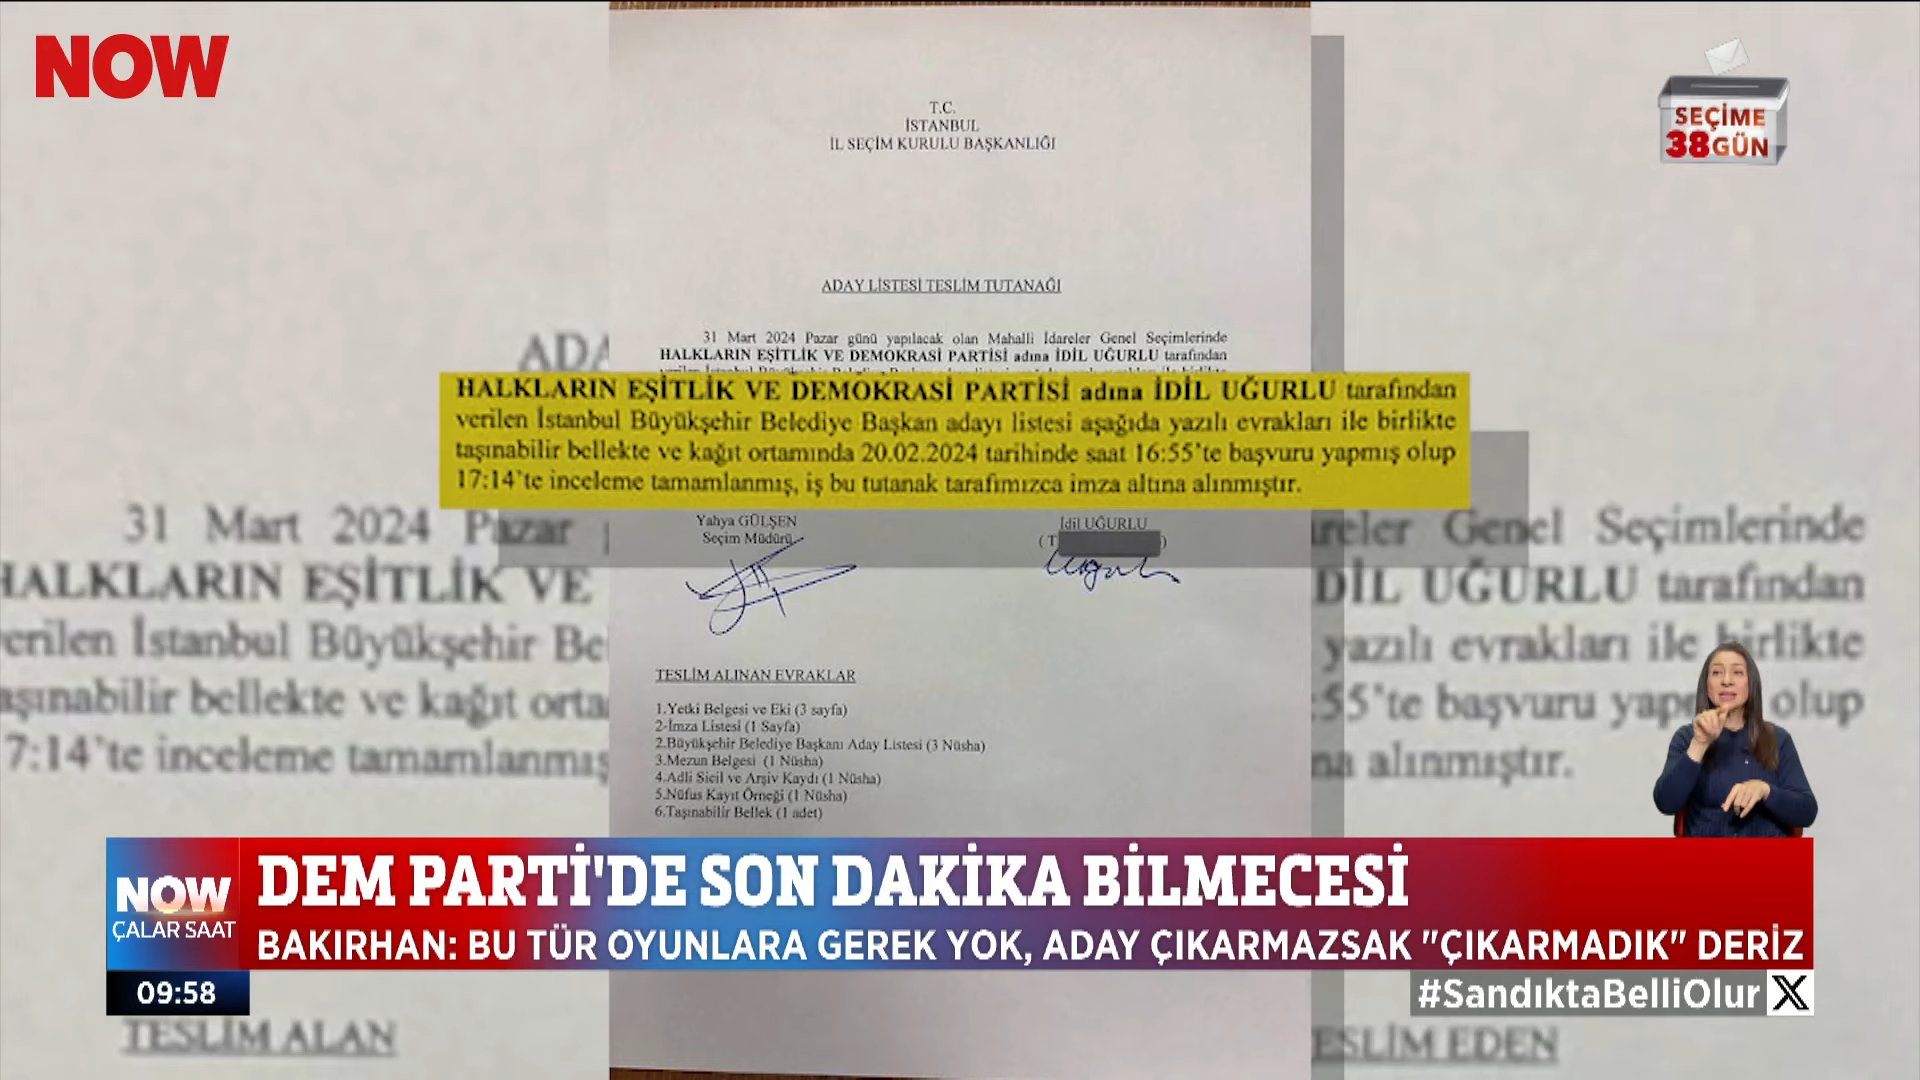 NOW
SEÇİME
38 GÜN
T.C.
İSTANBUL
İL SEÇİM KURULU BAŞKANLIĞI
ADAY LİSTESİ TESLİM TUTANAĞI
31 Mart 2024 Pazar günü yapılacak olan Mahalli İdareler Genel Seçimlerinde
HALKLARIN EŞİTLİK VE DEMOKRASİ PARTİSİ adına İDİL UĞURLU tarafından
HALKLARIN EŞİTLİK VE DEMOKRASİ PARTİSİ adına İDİL UĞURLU tarafından
verilen İstanbul Büyükşehir Belediye Başkan adayı listesi aşağıda yazılı evrakları ile birlikte
taşınabilir bellekte ve kağıt ortamında 20.02.2024 tarihinde saat 16:55'te başvuru yapmış olup
17:14'te inceleme tamamlanmış, iş bu tutanak tarafımızca imza altına alınmıştır.
Yahya GÜLŞEN
Seçim Müdürü
İdil UĞURLU
( T )
TESLİM ALINAN EVRAKLAR
1.Yetki Belgesi ve Eki (3 sayfa)
2-İmza Listesi (1 Sayfa)
2.Büyükşehir Belediye Başkanı Aday Listesi (3 Nüsha)
3.Mezun Belgesi (1 Nüsha)
4.Adli Sicil ve Arşiv Kaydı (1 Nüsha)
5.Nüfus Kayıt Örneği (1 Nüsha)
6.Taşınabilir Bellek (1 adet)
31 Mart 2024 Pazar
Genel Seçimlerinde
HALKLARIN EŞİTLİK VE
İDİL UĞURLU tarafından
verilen İstanbul Büyükşehir Be
yazılı evrakları ile birlikte
taşınabilir bellekte ve kağıt orta
:55'te başvuru yap olup
7:14'te inceleme tamamlanmış
na alınmıştır.
TESLİM ALAN
TESLİM EDEN
NOW
ÇALAR SAAT
DEM PARTİ'DE SON DAKİKA BİLMECESİ
BAKIRHAN: BU TÜR OYUNLARA GEREK YOK, ADAY ÇIKARMAZSAK "ÇIKARMADIK" DERİZ
09:58
#SandıktaBelliOlur X